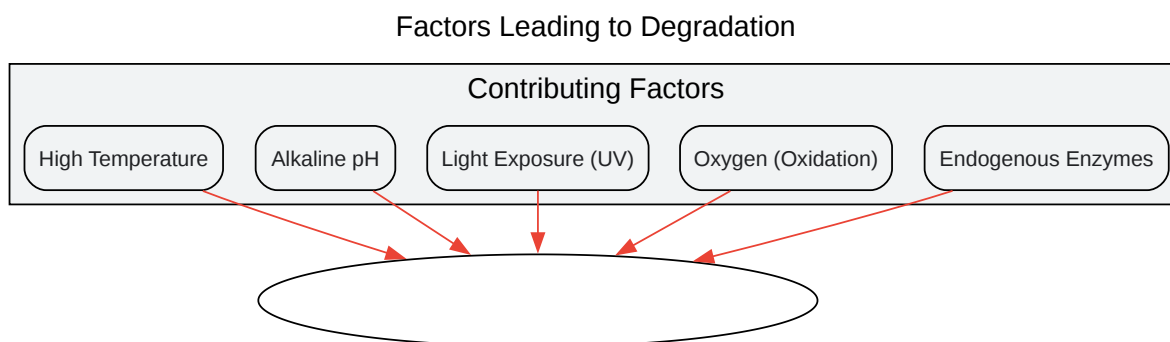 Factors Leading to Degradation
Contributing Factors
High Temperature
Alkaline pH
Light Exposure (UV)
Oxygen (Oxidation)
Endogenous Enzymes